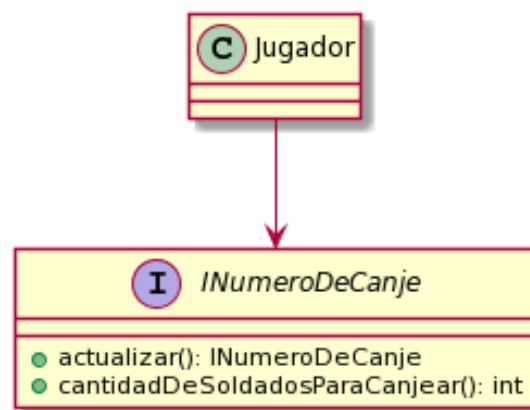 C Jugador
I INumeroDeCanje
actualizar(): INumeroDeCanje
cantidadDeSoldadosParaCanjear(): int